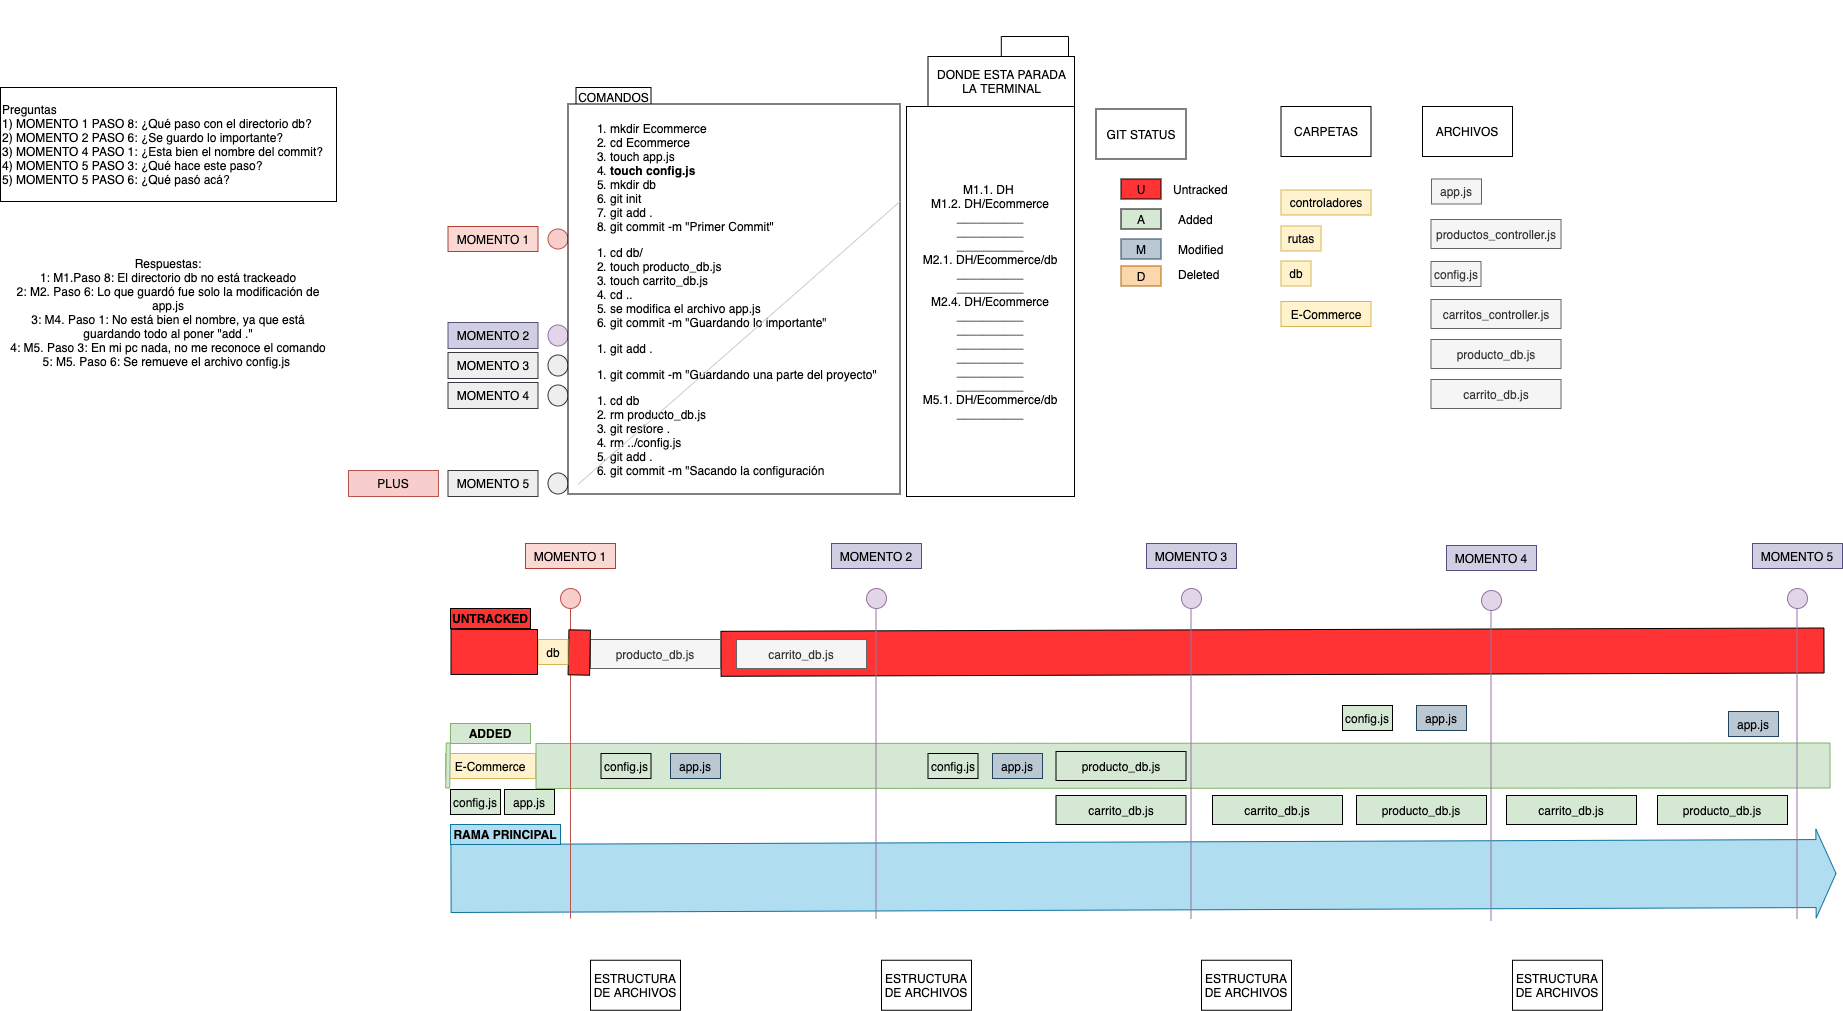 Preguntas
1) MOMENTO 1 PASO 8: ¿Qué paso con el directorio db?
2) MOMENTO 2 PASO 6: ¿Se guardo lo importante?
3) MOMENTO 4 PASO 1: ¿Esta bien el nombre del commit?
4) MOMENTO 5 PASO 3: ¿Qué hace este paso?
5) MOMENTO 5 PASO 6: ¿Qué pasó acá?
Respuestas:
1: M1.Paso 8: El directorio db no está trackeado
2: M2. Paso 6: Lo que guardó fue solo la modificación de
app.js
3: M4. Paso 1: No está bien el nombre, ya que está
guardando todo al poner "add ."
4: M5. Paso 3: En mi pc nada, no me reconoce el comando
5: M5. Paso 6: Se remueve el archivo config.js
MOMENTO 1
MOMENTO 2
MOMENTO 3
MOMENTO 4
PLUS
MOMENTO 5
COMANDOS
1. mkdir Ecommerce
2. cd Ecommerce
3. touch app.js
4. touch config.js
5. mkdir db
6. git init
7. git add .
8. git commit -m "Primer Commit"
1. cd db/
2. touch producto_db.js
3. touch carrito_db.js
4. cd ..
5. se modifica el archivo app.js
6. git commit -m "Guardando lo importante"
1. git add .
1. git commit -m "Guardando una parte del proyecto"
1. cd db
2. rm producto_db.js
3. git restore .
4. rm ../config.js
5. git add .
6. git commit -m "Sacando la configuración
DONDE ESTA PARADA
LA TERMINAL
M1.1. DH
M1.2. DH/Ecommerce
__________
__________
__________
M2.1. DH/Ecommerce/db
__________
__________
M2.4. DH/Ecommerce
__________
__________
__________
__________
__________
__________
M5.1. DH/Ecommerce/db
__________
GIT STATUS
U Untracked
A Added
M Modified
D Deleted
CARPETAS
controladores
rutas
db
E-Commerce
ARCHIVOS
app.js
productos_controller.js
config.js
carritos_controller.js
producto_db.js
carrito_db.js
MOMENTO 1
MOMENTO 2
MOMENTO 3
MOMENTO 4
MOMENTO 5
UNTRACKED
db
producto_db.js
carrito_db.js
config.js
app.js
app.js
ADDED
E-Commerce
config.js
app.js
config.js
app.js
producto_db.js
config.js
app.js
carrito_db.js
carrito_db.js
producto_db.js
carrito_db.js
producto_db.js
RAMA PRINCIPAL
ESTRUCTURA
DE ARCHIVOS
ESTRUCTURA
DE ARCHIVOS
ESTRUCTURA
DE ARCHIVOS
ESTRUCTURA
DE ARCHIVOS